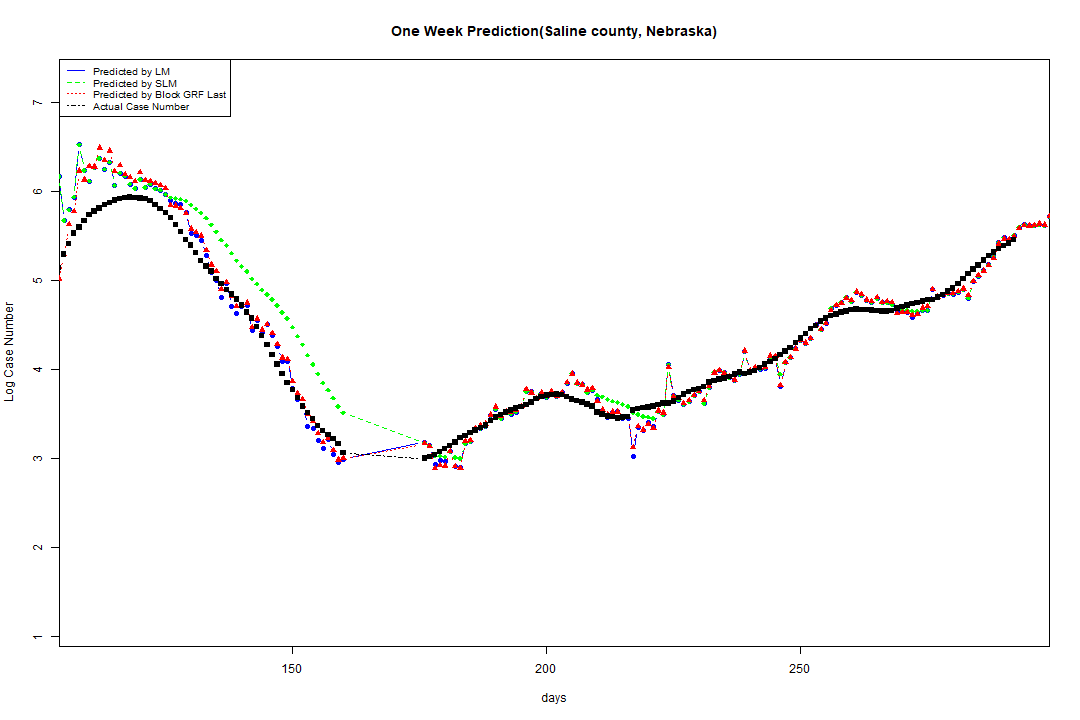 One Week Prediction(Saline county, Nebraska)
Predicted by LM
Predicted by SLM
Predicted by Block GRF Last
Actual Case Number
7
6
5
4
3
2
1
Log Case Number
150
200
250
days